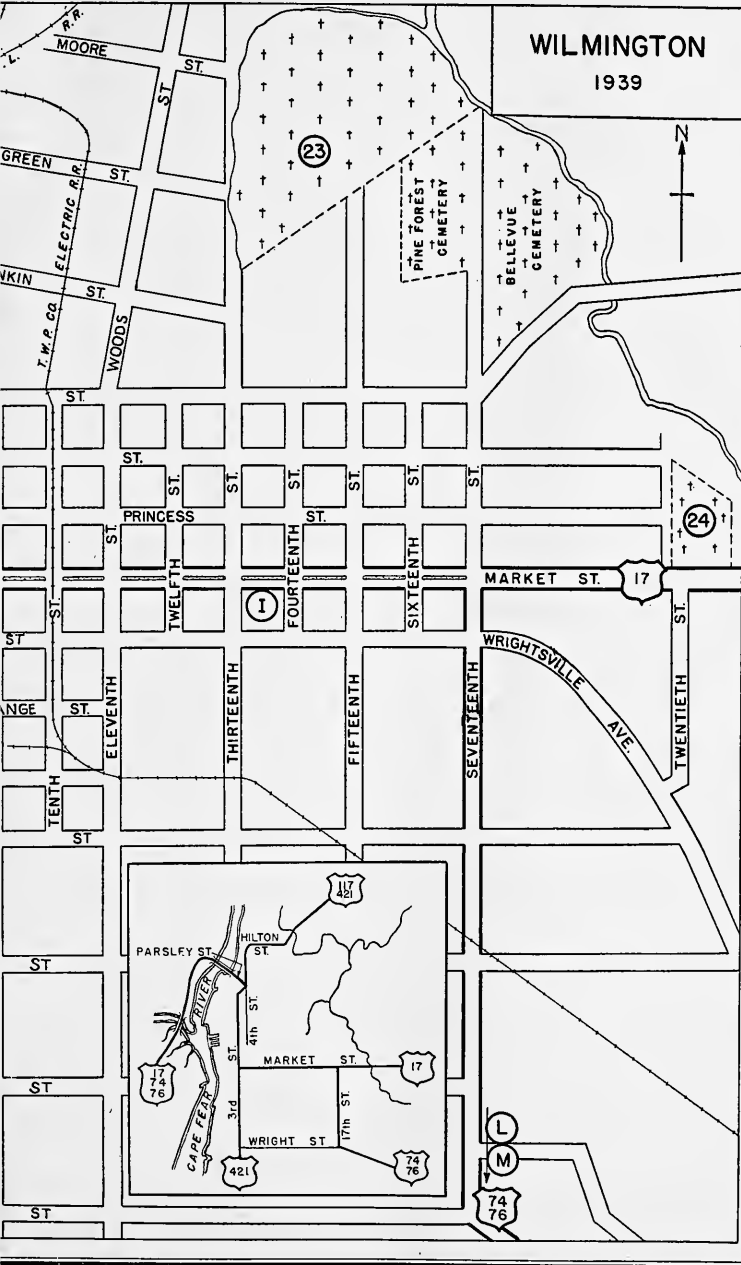 WILMINGTON
1939
N
L. R.R.
MOORE ST.
ST
GREEN ST.
T. W. P. CO. ELECTRIC R.R.
NKIN ST.
WOODS
23
PINE FOREST
CEMETERY
BELLEVUE
CEMETERY
ST.
ST.
ST.
ST.
ST.
ST.
ST.
ST.
24
PRINCESS ST.
ST.
MARKET ST.
17
I
TWELFTH
FOURTEENTH
SIXTEENTH
ST.
ST
ST.
WRIGHTSVILLE AVE.
ANGE ST.
ELEVENTH
THIRTEENTH
FIFTEENTH
SEVENTEENTH
TWENTIETH
TENTH
ST
ST
ST
ST
117
421
HILTON
ST.
PARSLEY ST.
RIVER
4th ST.
MARKET ST.
17
17
74
76
CAPE FEAR
3rd ST.
17th ST.
WRIGHT ST
421
74
76
L
M
74
76